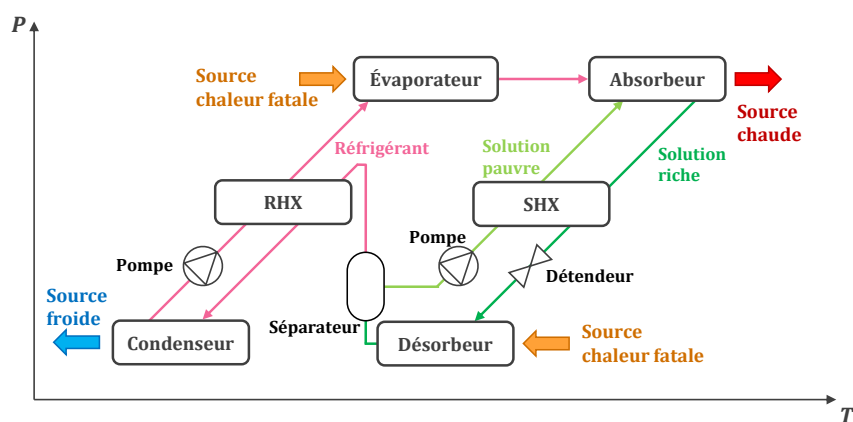 P
Source
chaleur fatale
Évaporateur
Absorbeur
Source
chaude
Réfrigérant
Solution
pauvre
Solution
riche
RHX
SHX
Pompe
Pompe
Détendeur
Source
froide
Séparateur
Condenseur
Désorbeur
Source
chaleur fatale
T